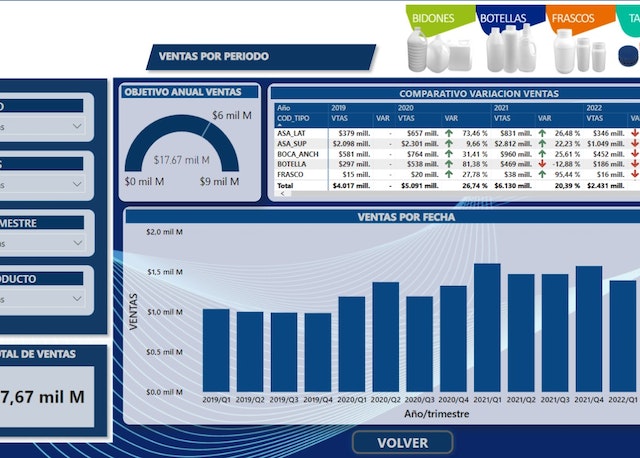 BIDONES BOTELLAS FRASCOS TA
VENTAS POR PERIODO
OBJETIVO ANUAL VENTAS
$6 mil M
$17.67 mil M
$0 mil M $9 mil M
COMPARATIVO VARIACION VENTAS
Año 2019 2020 2021 2022
COD_TIPO VTAS VAR VTAS VAR VTAS VAR VTAS VAR
ASA_LAT $379 mill. - $657 mill. 73,46 % $831 mill. 26,48 % $346 mill.
ASA_SUP $2.098 mill. - $2.301 mill. 9,66 % $2.812 mill. 22,23 % $1.049 mill.
BOCA_ANCH $581 mill. - $764 mill. 31,41 % $960 mill. 25,61 % $452 mill.
BOTELLA $297 mill. - $538 mill. 81,38 % $469 mill. -12,88 % $186 mill.
FRASCO $15 mill. - $20 mill. 27,78 % $38 mill. 95,44 % $16 mill.
Total $4.017 mill. - $5.091 mill. 26,74 % $6.130 mill. 20,39 % $2.431 mill.
O
as
S
as
MESTRE
as
ODUCTO
as
TAL DE VENTAS
7,67 mil M
VENTAS POR FECHA
VENTAS
$2,0 mil M
$1,5 mil M
$1,0 mil M
$0,5 mil M
$0,0 mil M
2019/Q1 2019/Q2 2019/Q3 2019/Q4 2020/Q1 2020/Q2 2020/Q3 2020/Q4 2021/Q1 2021/Q2 2021/Q3 2021/Q4 2022/Q1
Año/trimestre
VOLVER